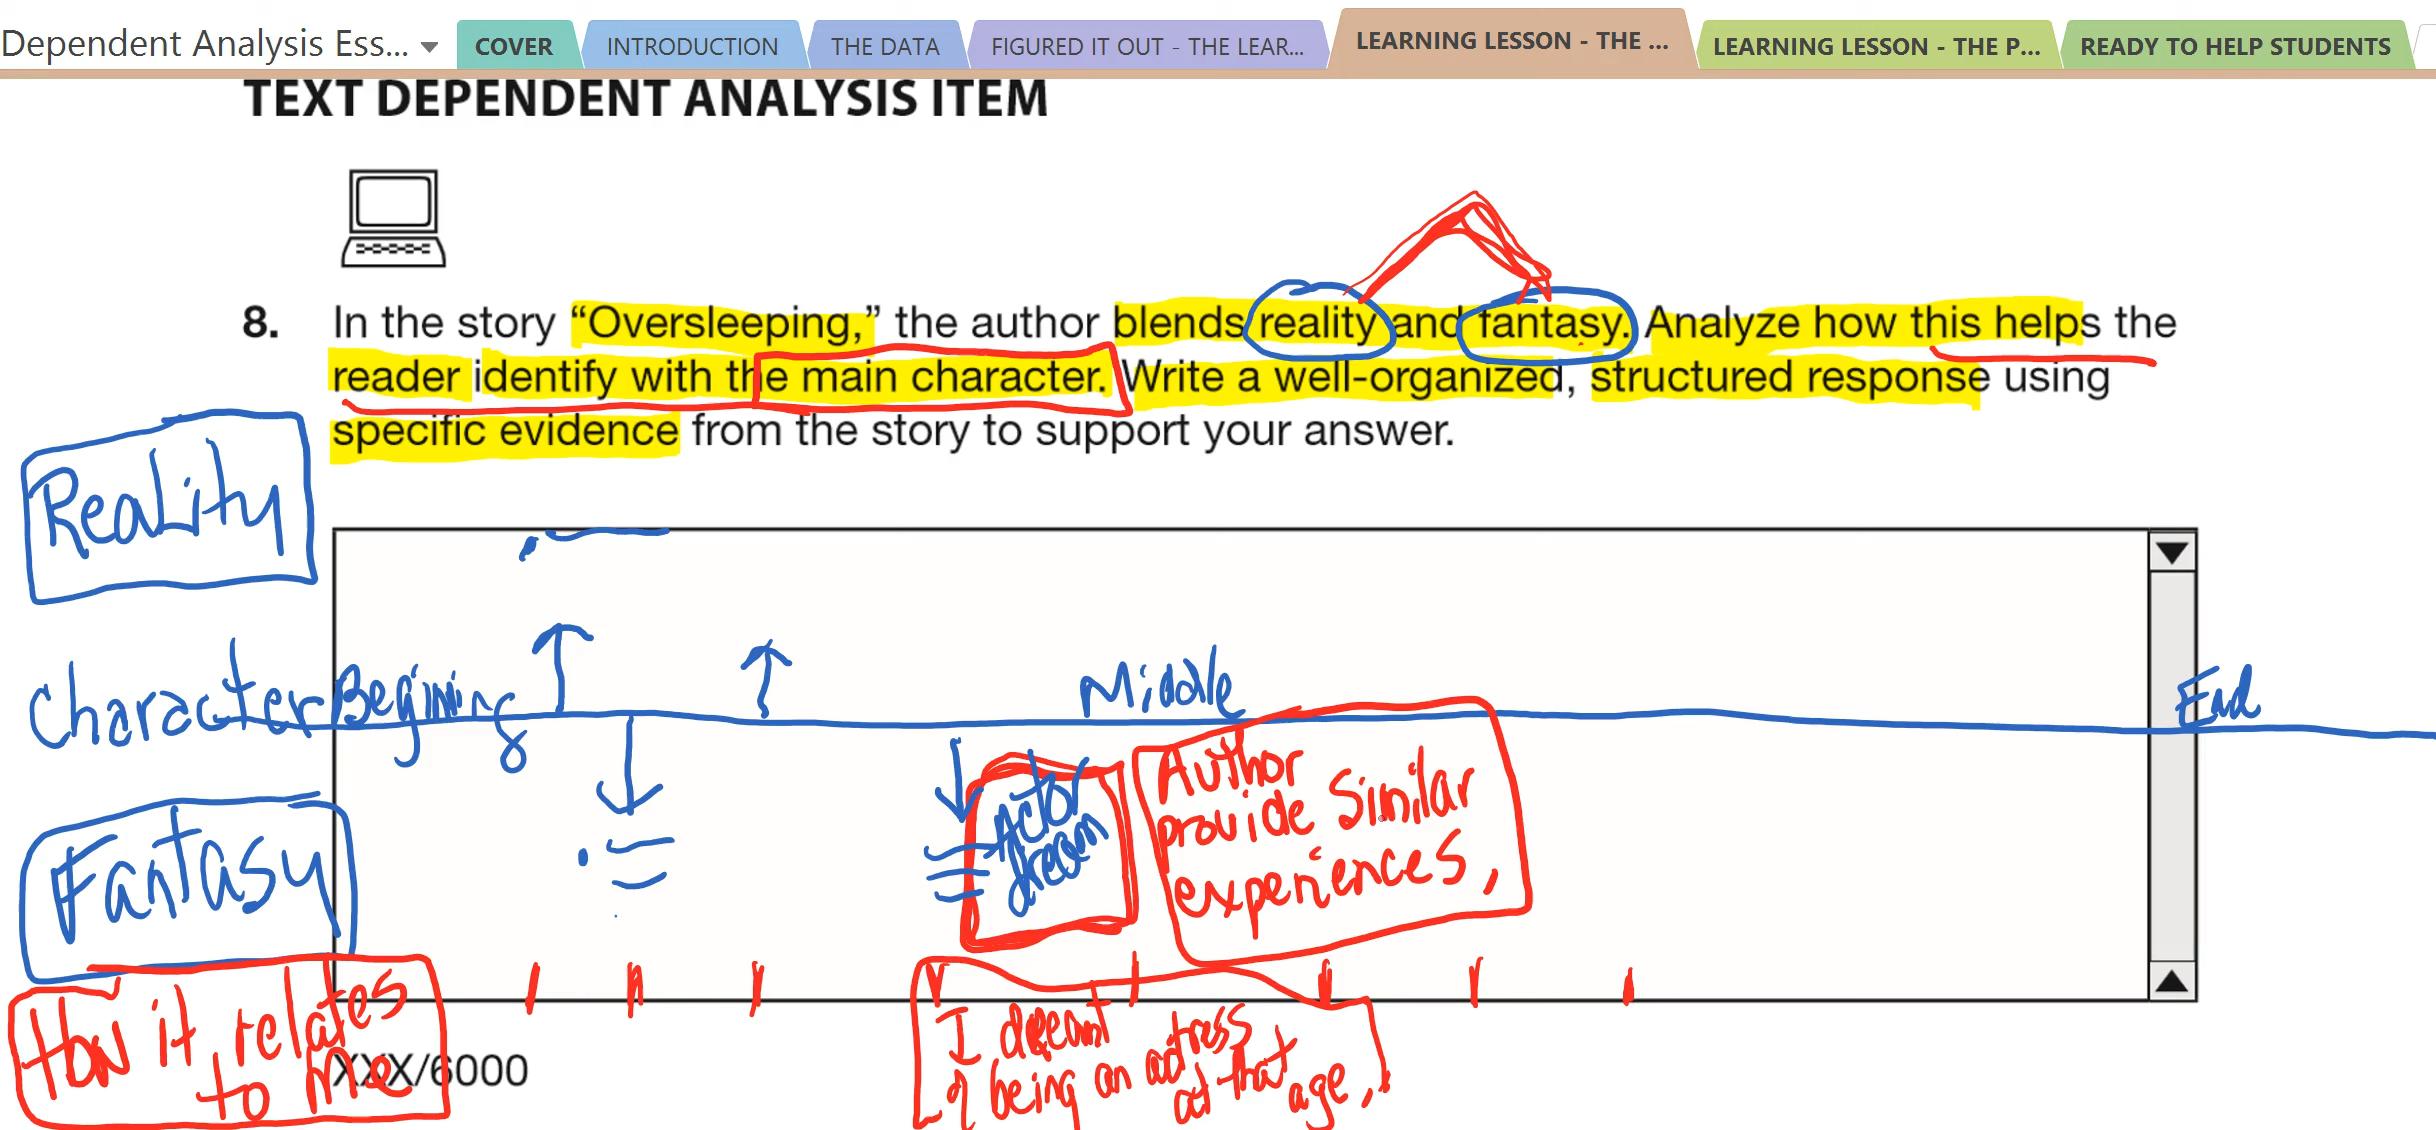 Dependent Analysis Ess...
COVER
INTRODUCTION
THE DATA
FIGURED IT OUT - THE LEAR...
LEARNING LESSON - THE ...
LEARNING LESSON - THE P...
READY TO HELP STUDENTS
TEXT DEPENDENT ANALYSIS ITEM
8. In the story “Oversleeping,” the author blends reality and fantasy. Analyze how this helps the
reader identify with the main character. Write a well-organized, structured response using
specific evidence from the story to support your answer.
Reality
Character Begining Middle End
Fantasy
Actor
dream
Author
provide similar
experiences,
How it relates
to me
XXX/6000
I dreamt
of being an actress
at that
age,